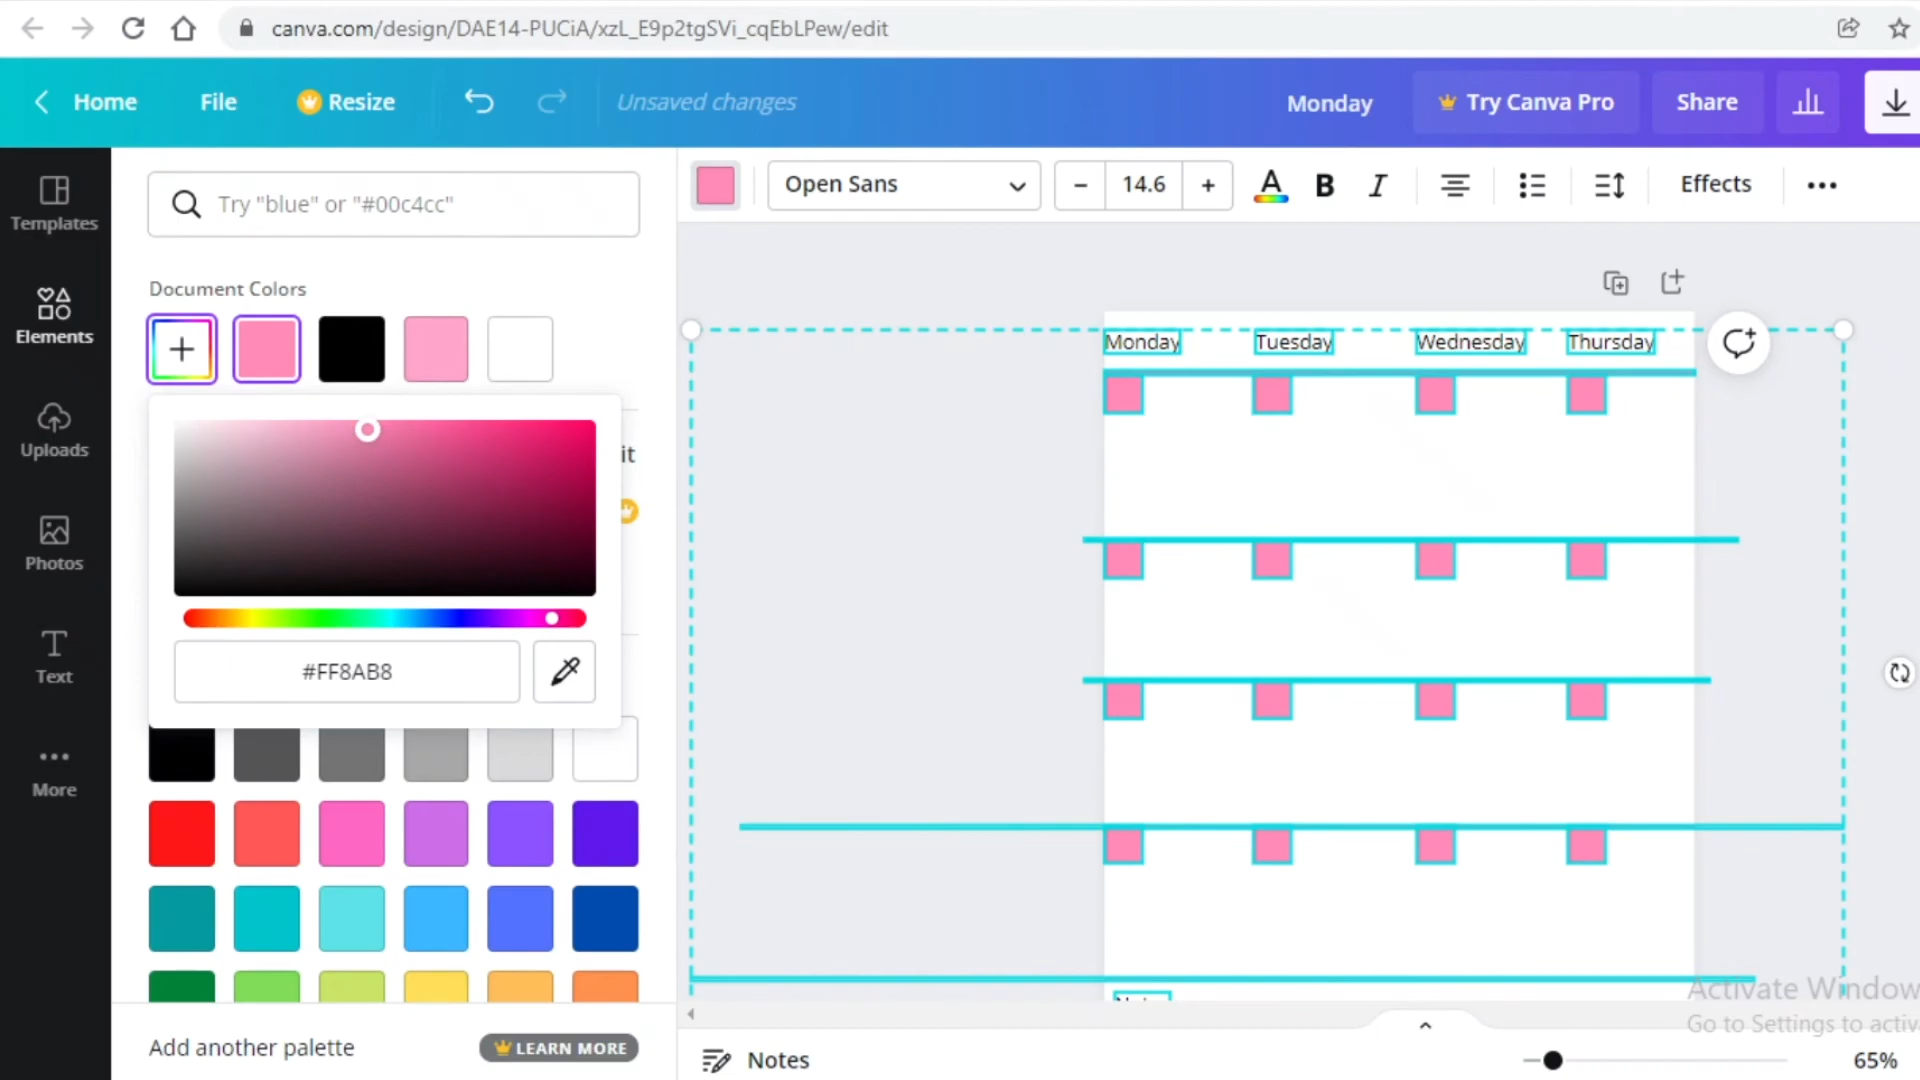 canva.com/design/DAE14-PUCiA/xzL_E9p2tgSVi_cqEbLPew/edit
Home File Resize Unsaved changes Monday Try Canva Pro Share
Templates
Elements
Uploads
Photos
Text
More
Try "blue" or "#00c4cc"
Open Sans 14.6 A B I Effects
Document Colors
it
#FF8AB8
Monday Tuesday Wednesday Thursday
Add another palette LEARN MORE
Activate Window
Go to Settings to activ
Notes 65%